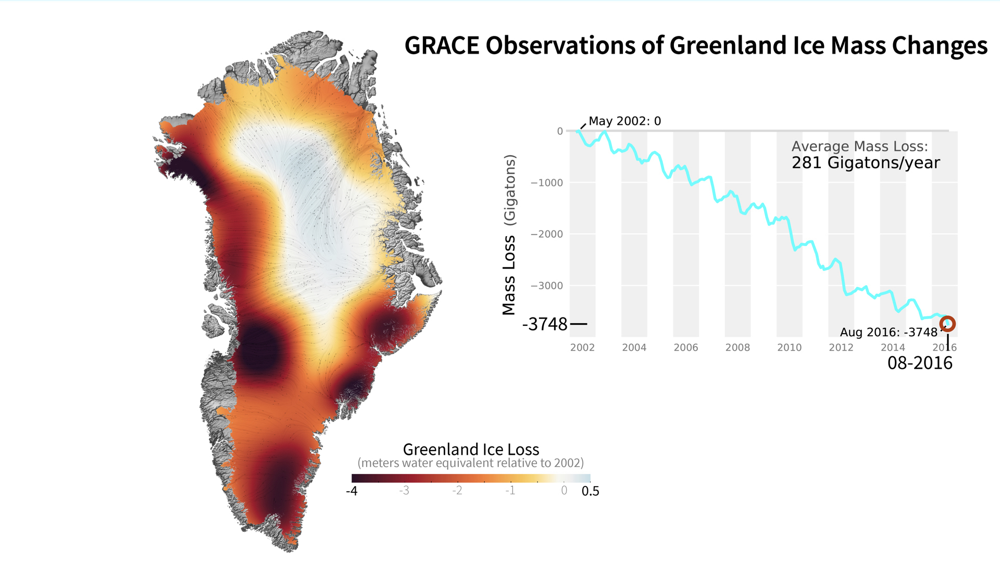 GRACE Observations of Greenland Ice Mass Changes
May 2002: 0
Average Mass Loss:
281 Gigatons/year
Mass Loss (Gigatons)
0
−1000
−2000
−3000
-3748
Aug 2016: -3748
2002 2004 2006 2008 2010 2012 2014 2016
08-2016
Greenland Ice Loss
(meters water equivalent relative to 2002)
-4 -3 -2 -1 0 0.5